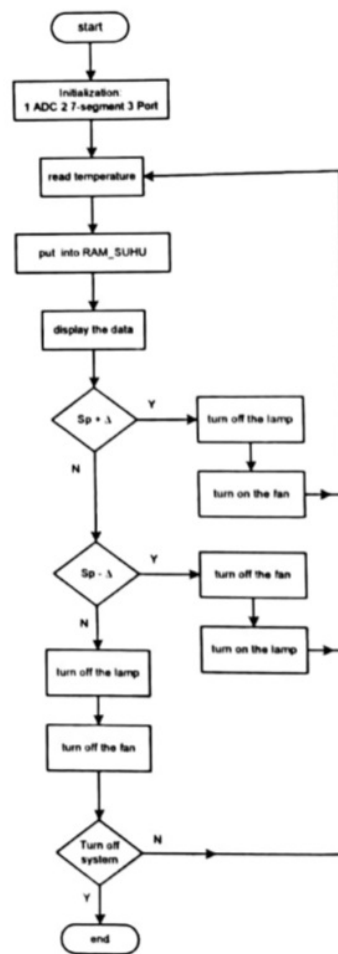 start
Initialization:
1 ADC 2 7-segment 3 Port
read temperature
put into RAM_SUHU
display the data
Sp + Δ
Y
turn off the lamp
N
turn on the fan
Sp - Δ
Y
turn off the fan
N
turn on the lamp
turn off the lamp
turn off the fan
Turn off
system
N
Y
end